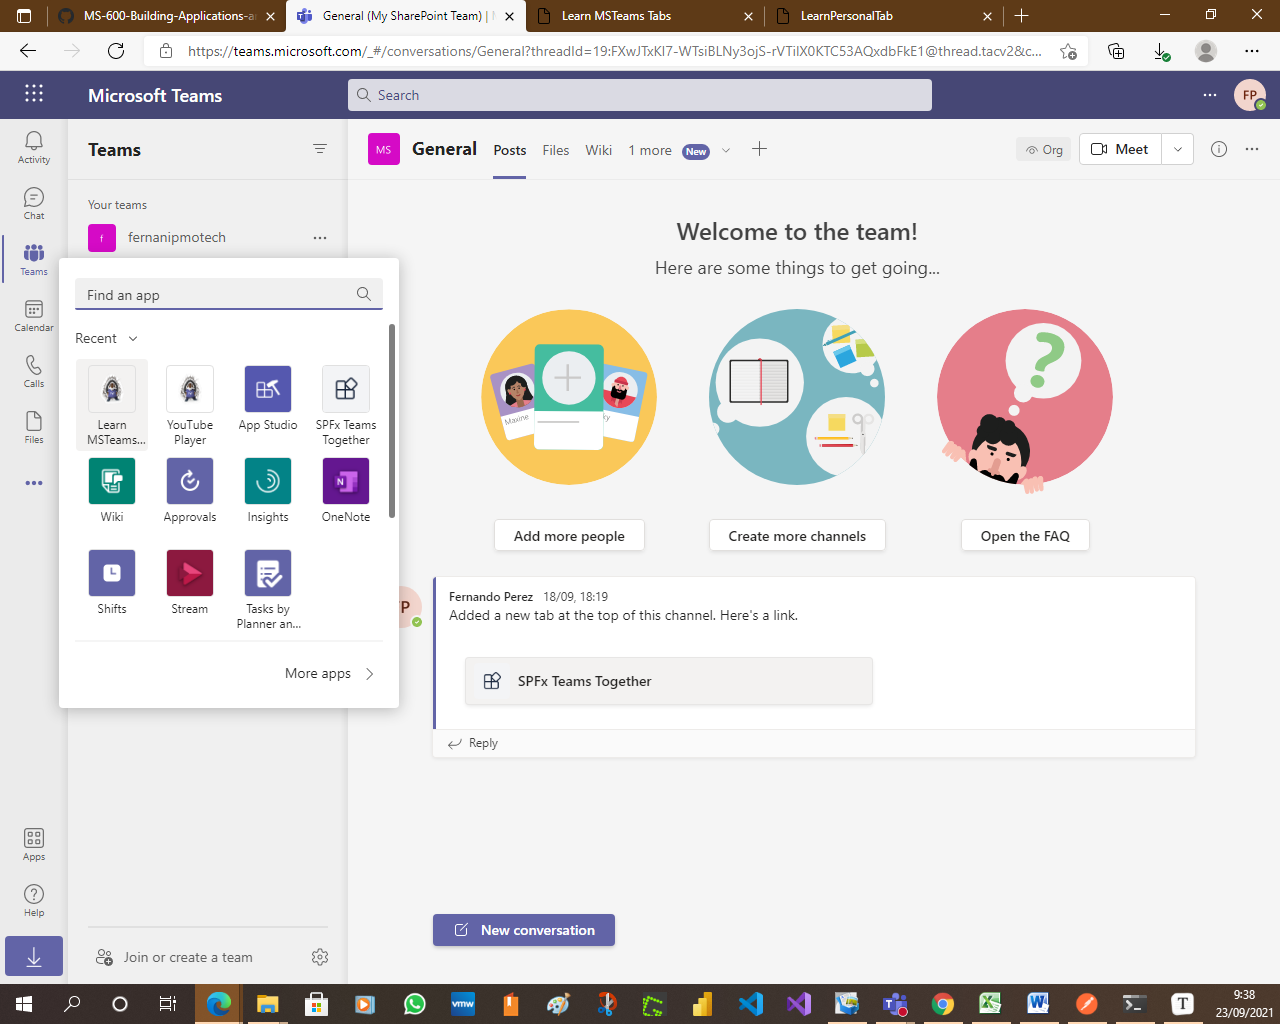 MS-600-Building-Applications-a
General (My SharePoint Team) |
Learn MSTeams Tabs
LearnPersonalTab
https://teams.microsoft.com/_#/conversations/General?threadId=19:FXwJTxKI7-WTsiBLNy3ojS-rVTiIX0KTC53AQxdbFkE1@thread.tacv2&c...
Microsoft Teams
Search
FP
Activity
Chat
Teams
Calendar
Calls
Files
Apps
Help
Teams
Your teams
f
fernanipmotech
Find an app
Recent
Learn MSTeams...
YouTube Player
App Studio
SPFx Teams Together
Wiki
Approvals
Insights
OneNote
Shifts
Stream
Tasks by Planner an...
More apps
Join or create a team
MS
General
Posts
Files
Wiki
1 more
New
Org
Meet
Welcome to the team!
Here are some things to get going...
Maxine
Add more people
Create more channels
Open the FAQ
P
Fernando Perez 18/09, 18:19
Added a new tab at the top of this channel. Here's a link.
SPFx Teams Together
Reply
New conversation
vmw
T
9:38
23/09/2021